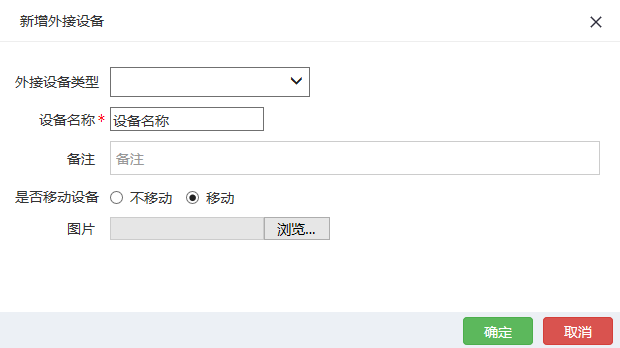 新增外接设备
外接设备类型
设备名称* 设备名称
备注 备注
是否移动设备 不移动 移动
图片 浏览...
确定 取消